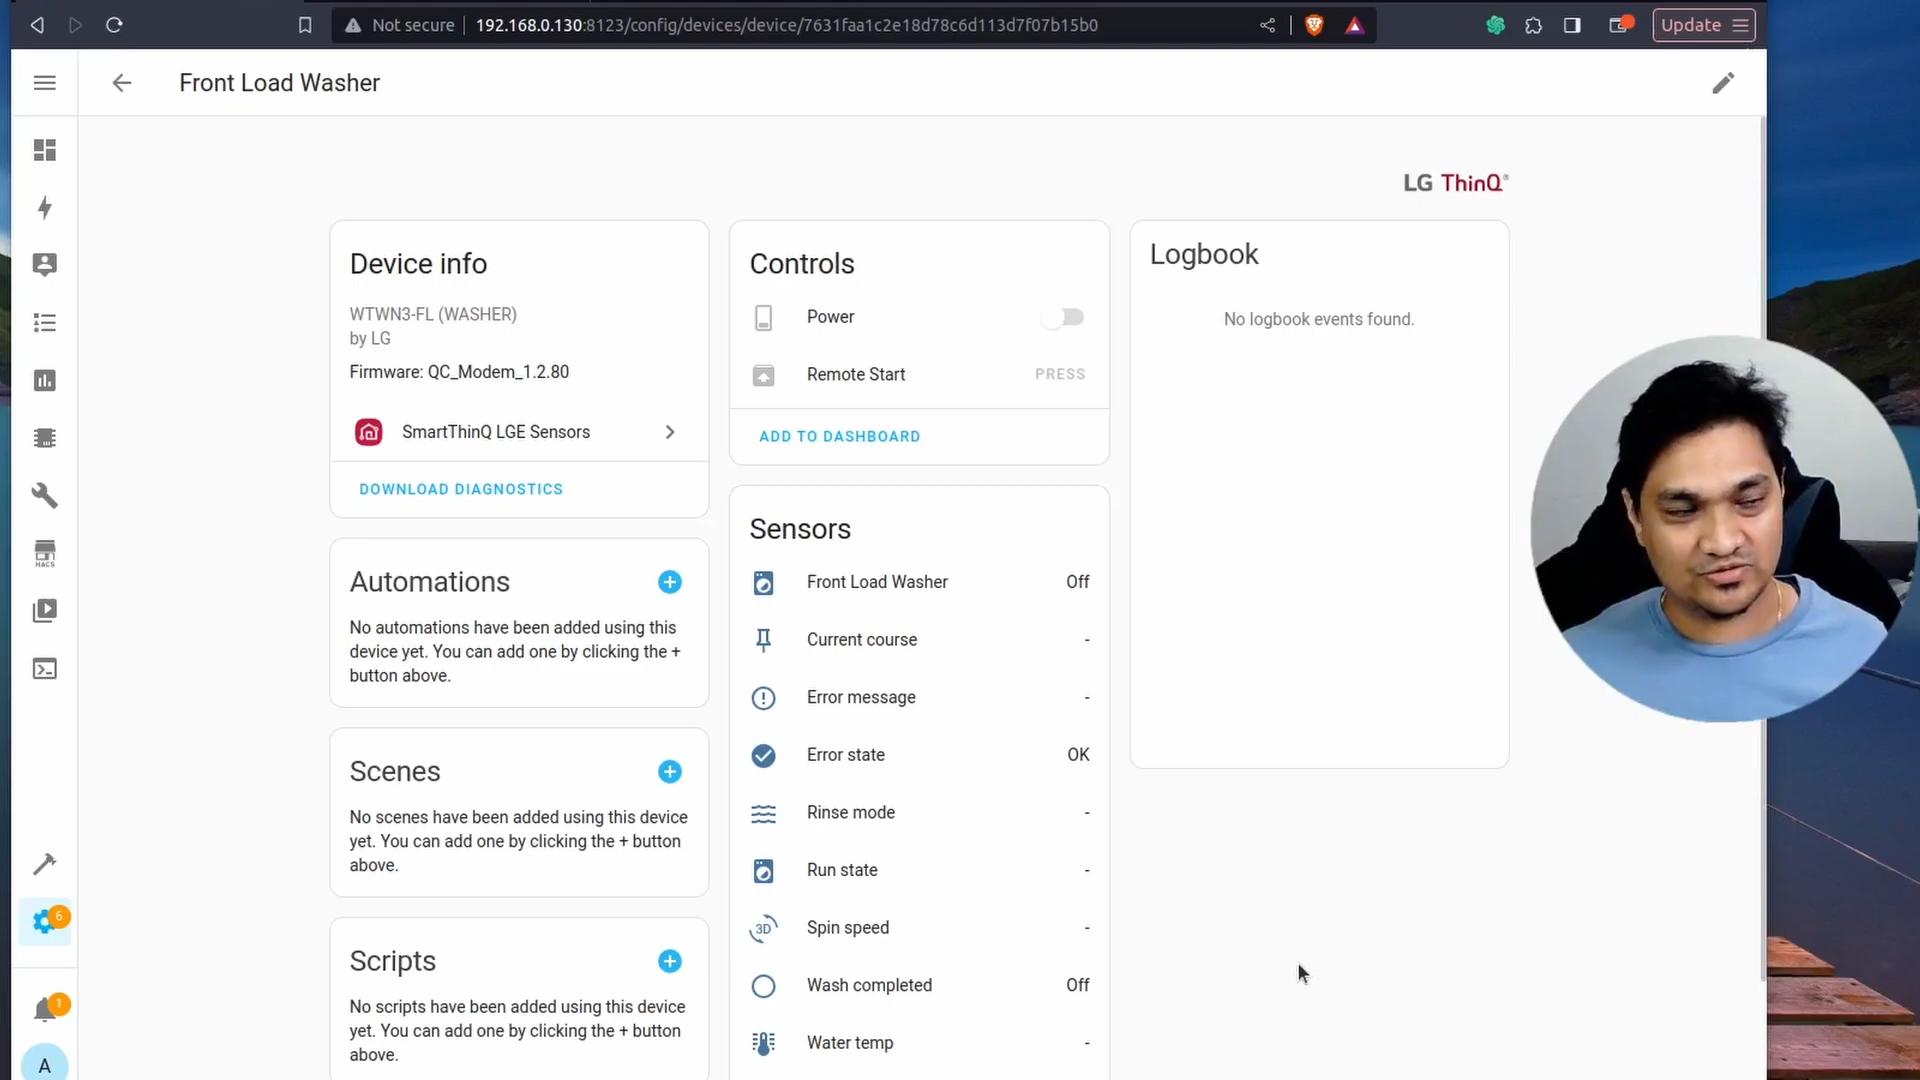 Not secure
192.168.0.130:8123/config/devices/device/7631faa1c2e18d78c6d113d7f07b15b0
Update
Front Load Washer
LG ThinQ®
Device info
WTWN3-FL (WASHER)
by LG
Firmware: QC_Modem_1.2.80
SmartThinQ LGE Sensors
DOWNLOAD DIAGNOSTICS
Automations
No automations have been added using this
device yet. You can add one by clicking the +
button above.
Scenes
No scenes have been added using this device
yet. You can add one by clicking the + button
above.
Scripts
No scripts have been added using this device
yet. You can add one by clicking the + button
above.
Controls
Power
Remote Start PRESS
ADD TO DASHBOARD
Sensors
Front Load Washer Off
Current course -
Error message -
Error state OK
Rinse mode -
Run state -
3D Spin speed -
Wash completed Off
Water temp -
Logbook
No logbook events found.
HACS
6
1
A